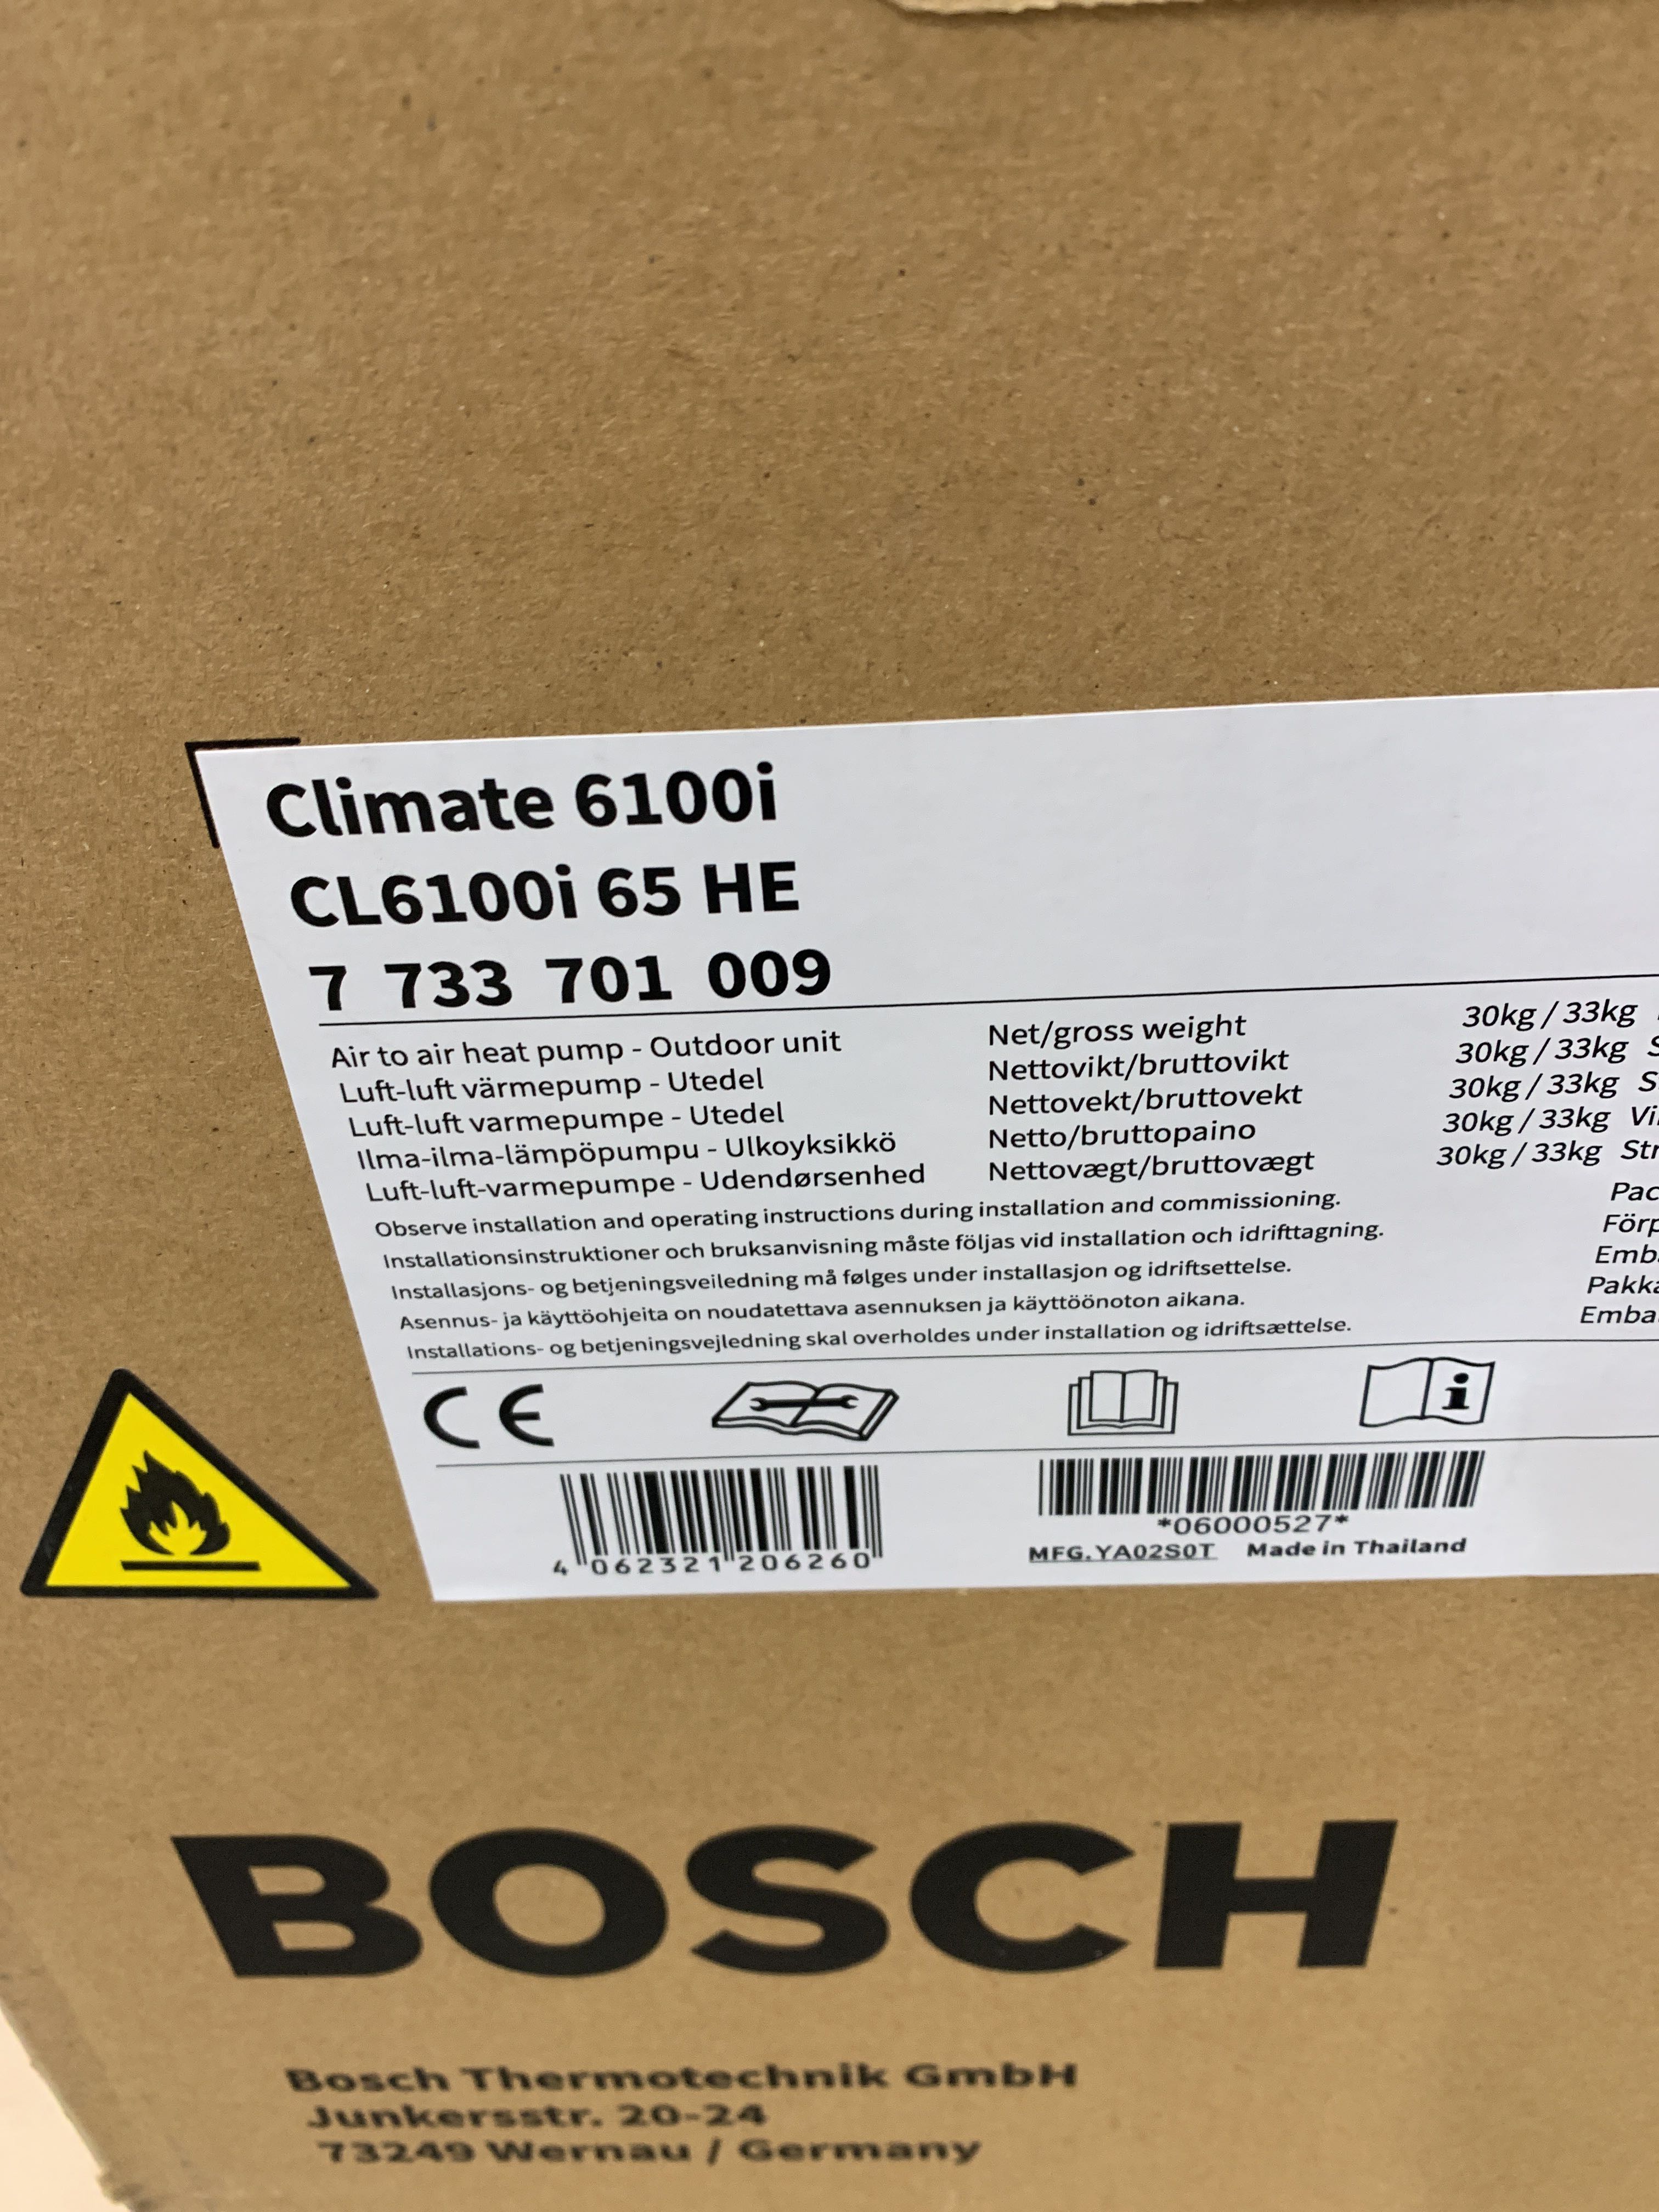 Climate 6100i
CL6100i 65 HE
7 733 701 009
Air to air heat pump - Outdoor unit
Luft-luft värmepump - Utedel
Luft-luft varmepumpe - Utedel
Ilma-ilma-lämpöpumpu - Ulkoyksikkö
Luft-luft-varmepumpe - Udendørsenhed
Net/gross weight 30kg / 33kg
Nettovikt/bruttovikt 30kg / 33kg
Nettovekt/bruttovekt 30kg / 33kg
Netto/bruttopaino 30kg / 33kg
Nettovægt/bruttovægt 30kg / 33kg
Observe installation and operating instructions during installation and commissioning.
Installationsinstruktioner och bruksanvisning måste följas vid installation och idrifttagning.
Installasjons- og betjeningsveiledning må følges under installasjon og idriftsettelse.
Asennus- ja käyttöohjeita on noudatettava asennuksen ja käyttöönoton aikana.
Installations- og betjeningsvejledning skal overholdes under installation og idriftsættelse.
CE
4 062321 206260
*06000527*
MFG.YA02S0T Made in Thailand
BOSCH
Bosch Thermotechnik GmbH
Junkersstr. 20-24
73249 Wernau / Germany